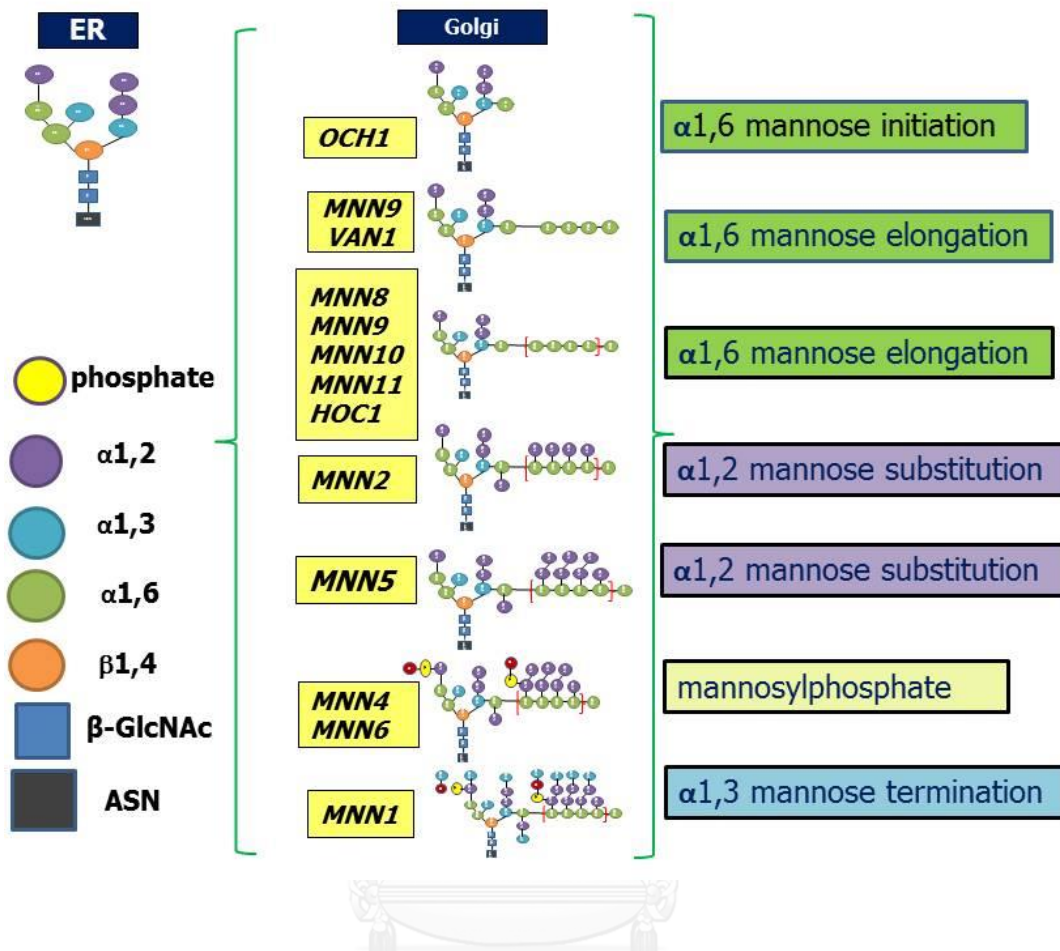 ER
Golgi
OCH1
α1,6 mannose initiation
MNN9
VAN1
α1,6 mannose elongation
MNN8
MNN9
MNN10
MNN11
HOC1
α1,6 mannose elongation
MNN2
α1,2 mannose substitution
MNN5
α1,2 mannose substitution
MNN4
MNN6
mannosylphosphate
MNN1
α1,3 mannose termination
phosphate
α1,2
α1,3
α1,6
β1,4
β-GlcNAc
ASN